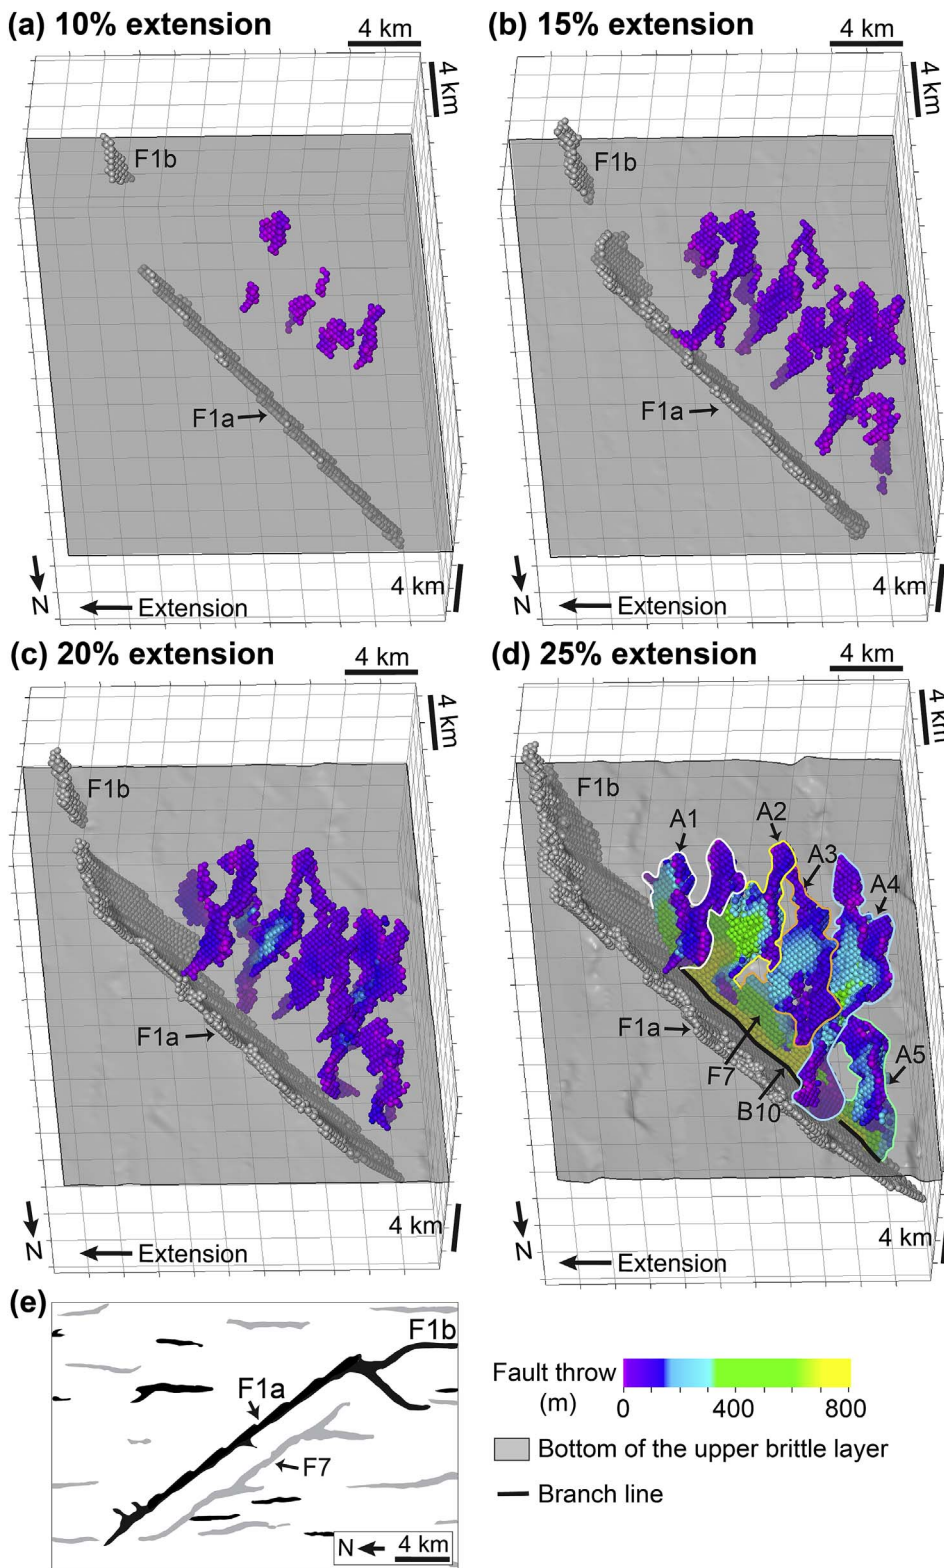 (a) 10% extension
4 km
4 km
F1b
F1a
4 km
N
Extension
(b) 15% extension
4 km
4 km
F1b
F1a
4 km
N
Extension
(c) 20% extension
4 km
4 km
F1b
F1a
4 km
N
Extension
(d) 25% extension
4 km
4 km
F1b
A1
A2
A3
A4
F1a
F7
B10
A5
4 km
N
Extension
(e)
F1b
F1a
F7
N
4 km
Fault throw
(m)
0 400 800
Bottom of the upper brittle layer
Branch line